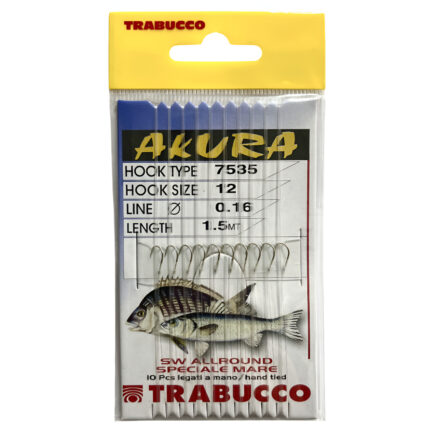 TRABUCCO
AKURA
HOOK TYPE 7535
HOOK SIZE 12
LINE Ø 0.16
LENGTH 1.5MT
SW ALLROUND
SPECIALE MARE
10 Pcs legati a mano/hand tied
TRABUCCO